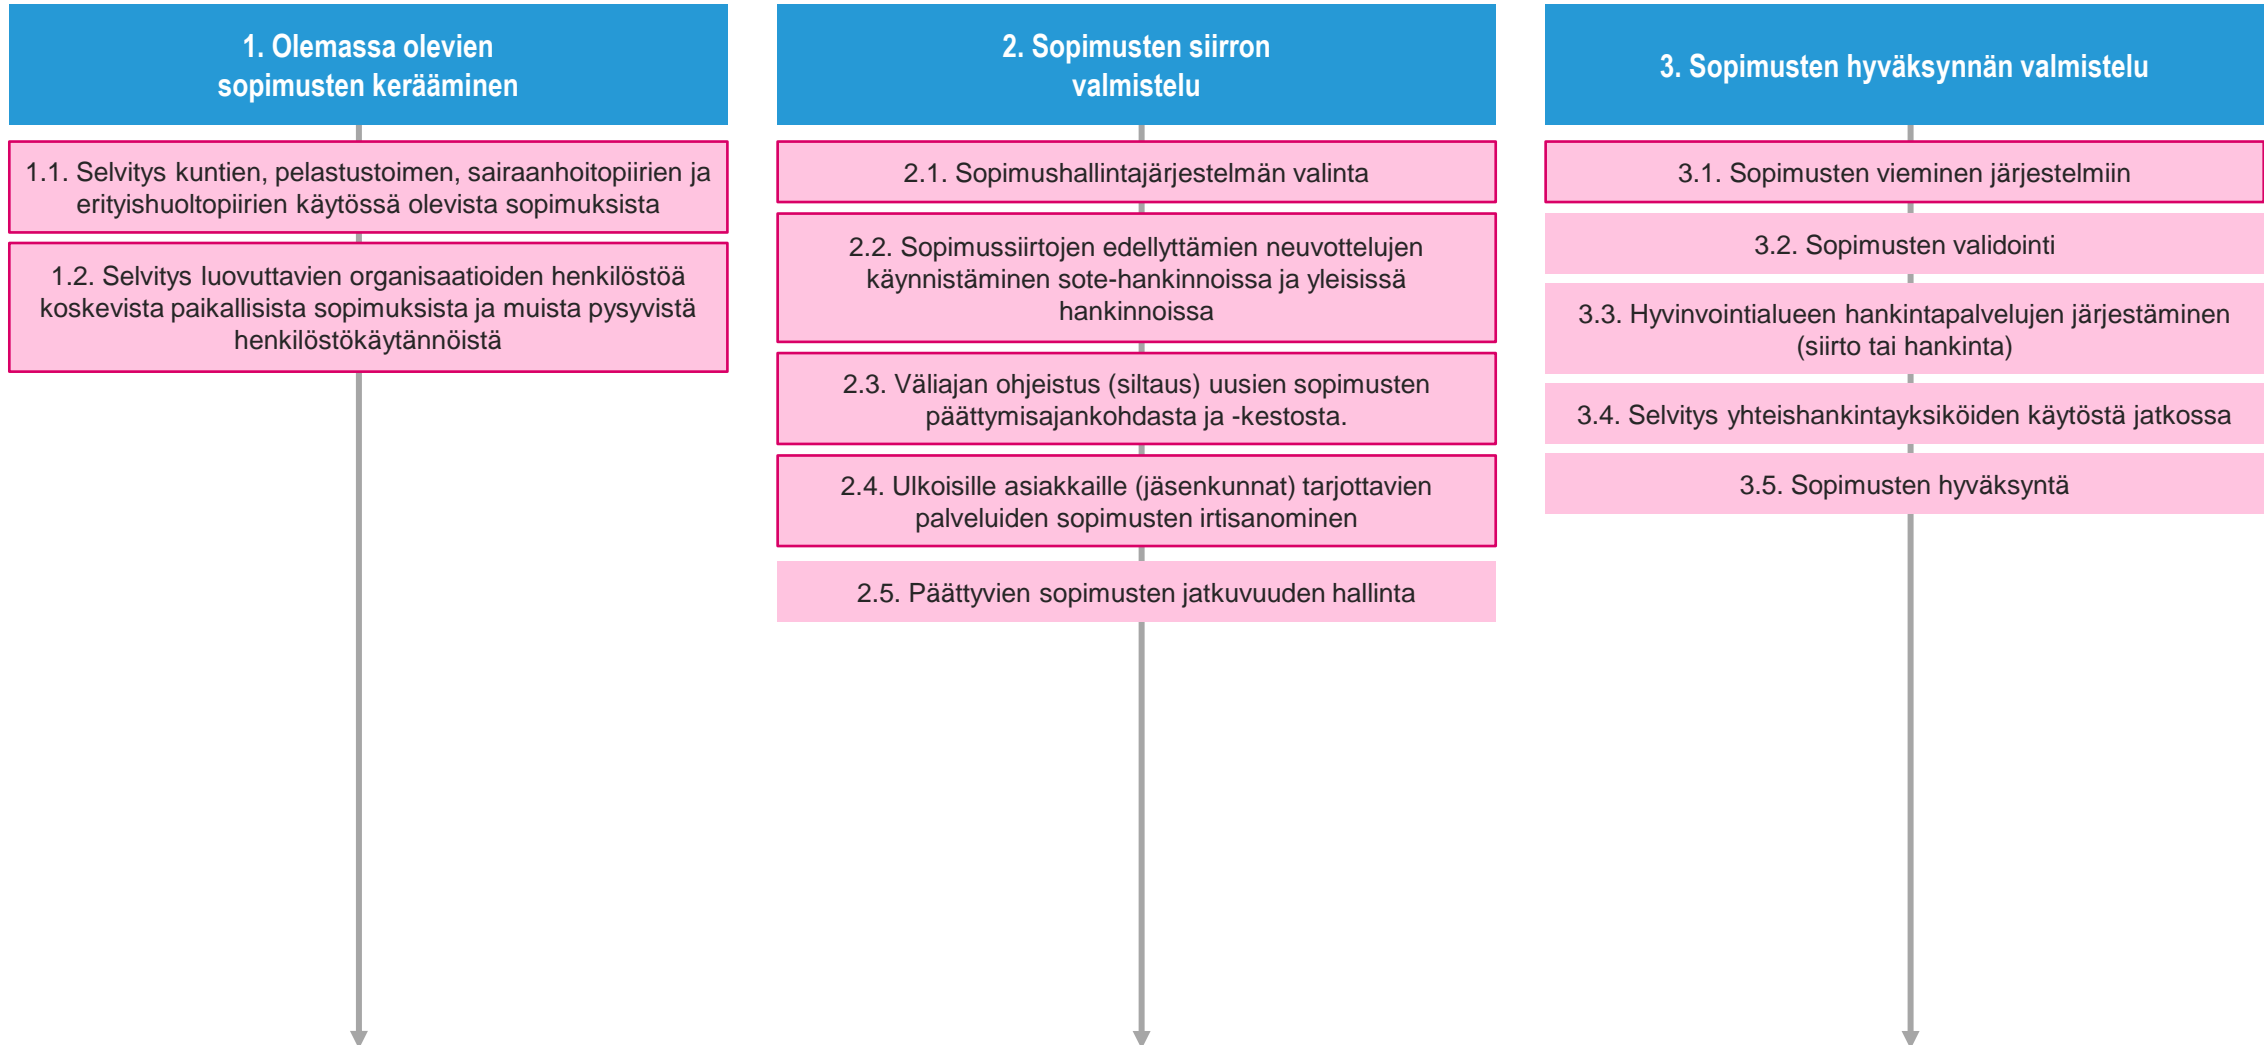 1. Olemassa olevien
sopimusten kerääminen
1.1. Selvitys kuntien, pelastustoimen, sairaanhoitopiirien ja
erityishuoltopiirien käytössä olevista sopimuksista
1.2. Selvitys luovuttavien organisaatioiden henkilöstöä
koskevista paikallisista sopimuksista ja muista pysyvistä
henkilöstökäytännöistä
2. Sopimusten siirron
valmistelu
2.1. Sopimushallintajärjestelmän valinta
2.2. Sopimussiirtojen edellyttämien neuvottelujen
käynnistäminen sote-hankinnoissa ja yleisissä
hankinnoissa
2.3. Väliajan ohjeistus (siltaus) uusien sopimusten
päättymisajankohdasta ja -kestosta.
2.4. Ulkoisille asiakkaille (jäsenkunnat) tarjottavien
palveluiden sopimusten irtisanominen
2.5. Päättyvien sopimusten jatkuvuuden hallinta
3. Sopimusten hyväksynnän valmistelu
3.1. Sopimusten vieminen järjestelmiin
3.2. Sopimusten validointi
3.3. Hyvinvointialueen hankintapalvelujen järjestäminen
(siirto tai hankinta)
3.4. Selvitys yhteishankintayksiköiden käytöstä jatkossa
3.5. Sopimusten hyväksyntä